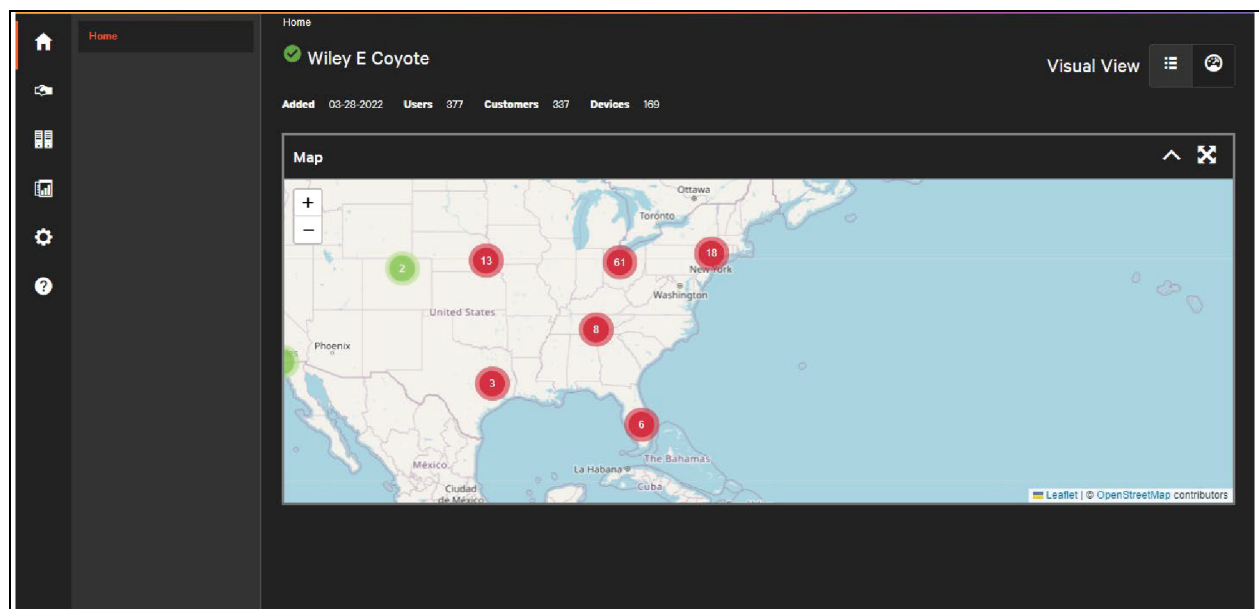 Home
Home
Wiley E Coyote
Visual View
Added 03-28-2022 Users 377 Customers 337 Devices 169
Map
+
−
Ottawa
Toronto
18
13
61
2
New York
Washington
United States
8
Phoenix
3
6
The Bahamas
México
La Habana
Cuba
Ciudad
de México
Leaflet | © OpenStreetMap contributors